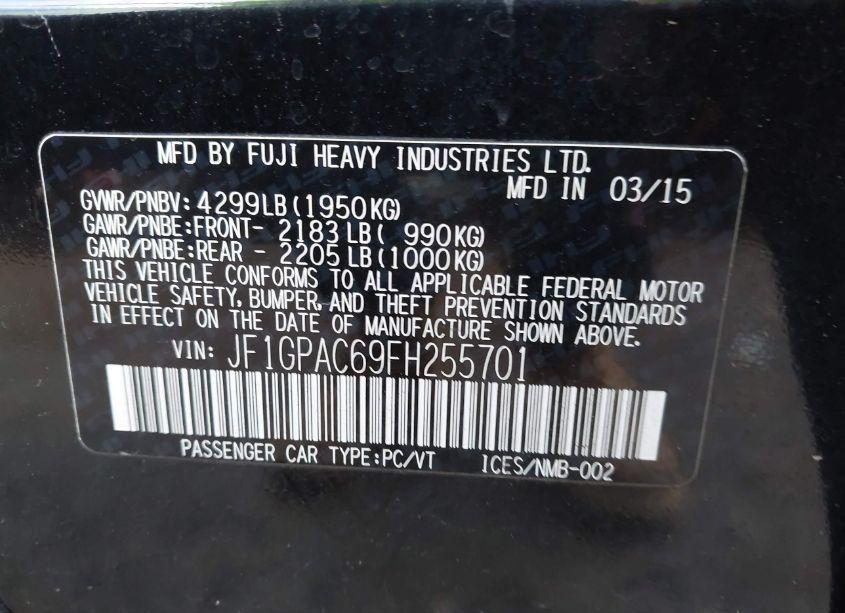 MFD BY FUJI HEAVY INDUSTRIES LTD.
MFD IN 03/15
GVWR/PNBV: 4299LB(1950KG)
GAWR/PNBE:FRONT- 2183LB( 990KG)
GAWR/PNBE:REAR - 2205LB(1000KG)
THIS VEHICLE CONFORMS TO ALL APPLICABLE FEDERAL MOTOR
VEHICLE SAFETY, BUMPER, AND THEFT PREVENTION STANDARDS
IN EFFECT ON THE DATE OF MANUFACTURE SHOWN ABOVE.
VIN: JF1GPAC69FH255701
PASSENGER CAR TYPE:PC/VT ICES/NMB-002